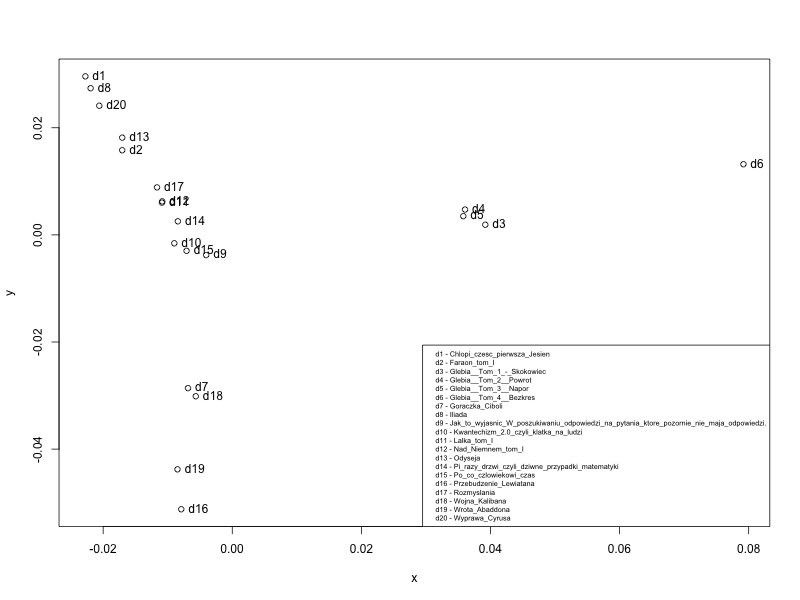 d1
d8
d20
d13
d2
d17
d12
d11
d14
d10
d15
d9
d6
d4
d5
d3
d7
d18
d19
d16
0.02
0.00
-0.02
-0.04
y
d1 - Chlopi_czesc_pierwsza_Jesien
d2 - Faraon_tom_I
d3 - Glebia__Tom_1_-_Skokowiec
d4 - Glebia__Tom_2__Powrot
d5 - Glebia__Tom_3__Napor
d6 - Glebia__Tom_4__Bezkres
d7 - Goraczka_Ciboli
d8 - Iliada
d9 - Jak_to_wyjasnic_W_poszukiwaniu_odpowiedzi_na_pytania_ktore_pozornie_nie_maja_odpowiedzi.
d10 - Kwantechizm_2.0_czyli_klatka_na_ludzi
d11 - Lalka_tom_I
d12 - Nad_Niemnem_tom_I
d13 - Odyseja
d14 - Pi_razy_drzwi_czyli_dziwne_przypadki_matematyki
d15 - Po_co_czlowiekowi_czas
d16 - Przebudzenie_Lewiatana
d17 - Rozmyslania
d18 - Wojna_Kalibana
d19 - Wrota_Abaddona
d20 - Wyprawa_Cyrusa
-0.02 0.00 0.02 0.04 0.06 0.08
x